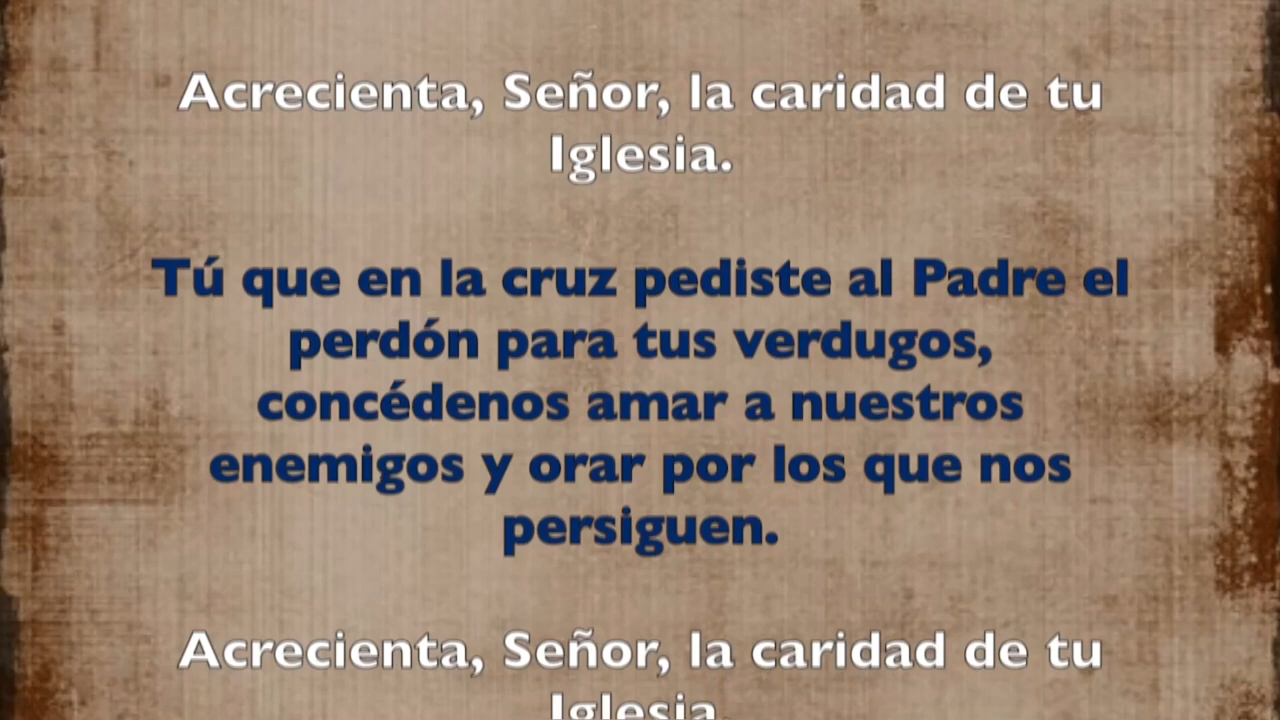 Acrecienta, Señor, la caridad de tu
Iglesia.
Tú que en la cruz pediste al Padre el
perdón para tus verdugos,
concédenos amar a nuestros
enemigos y orar por los que nos
persiguen.
Acrecienta, Señor, la caridad de tu
Iglesia.